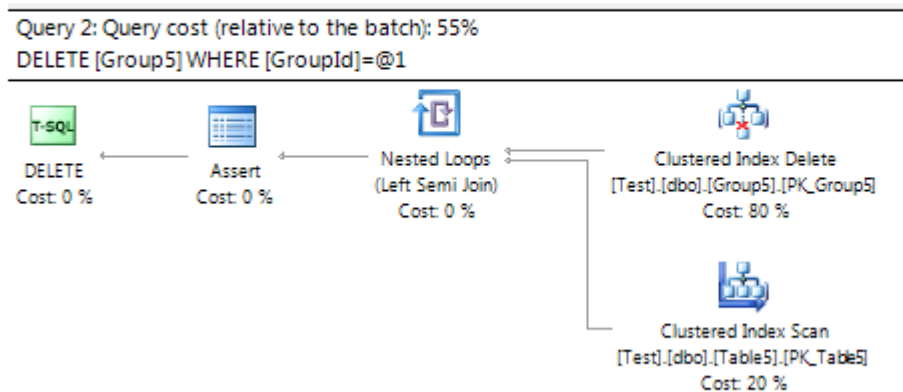 Query 2: Query cost (relative to the batch): 55%
DELETE [Group5] WHERE [GroupId]=@1
T-SQL
DELETE
Cost: 0 %
Assert
Cost: 0 %
Nested Loops
(Left Semi Join)
Cost: 0 %
Clustered Index Delete
[Test].[dbo].[Group5].[PK_Group5]
Cost: 80 %
Clustered Index Scan
[Test].[dbo].[Table5].[PK_Table5]
Cost: 20 %